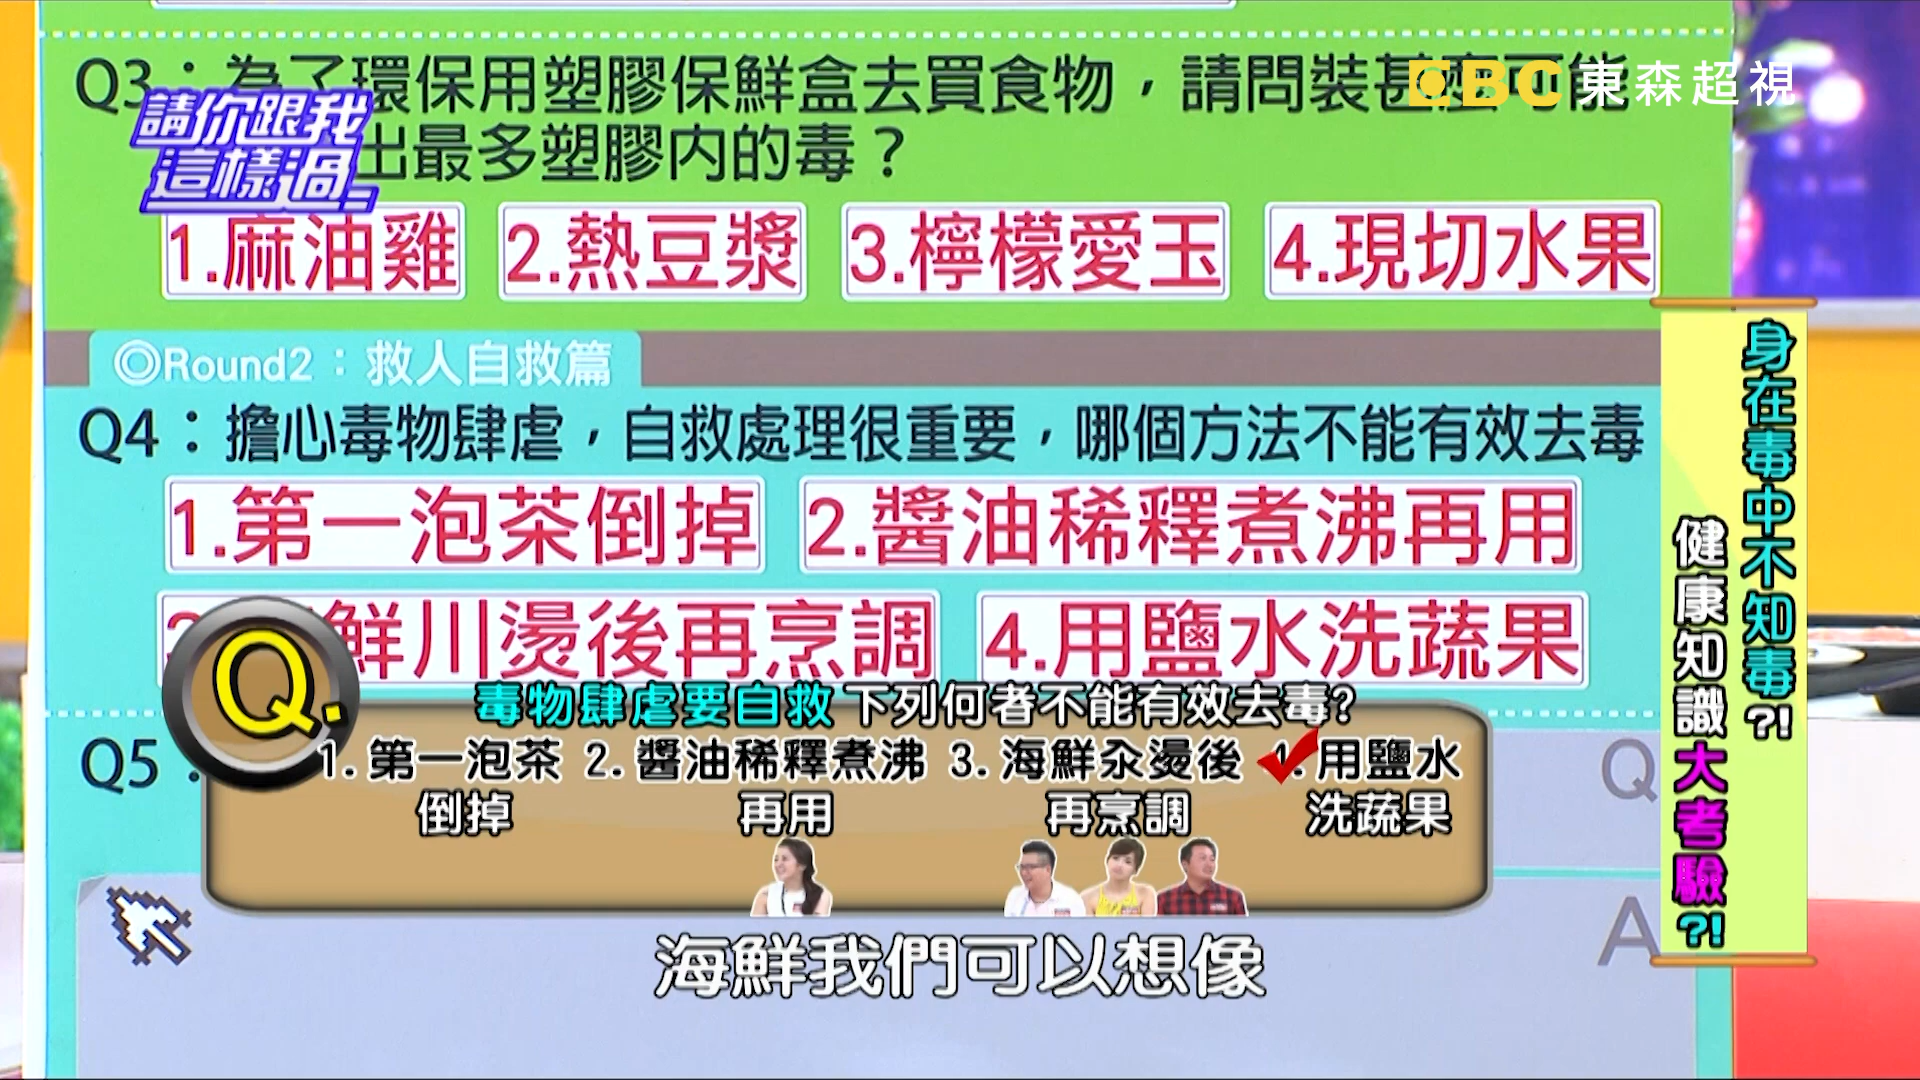 Q3：為了環保用塑膠保鮮盒去買食物，請問裝甚麼可能
出最多塑膠內的毒？
EBC 東森超視
請你跟我
這樣過
1.麻油雞 2.熱豆漿 3.檸檬愛玉 4.現切水果
◎Round2：救人自救篇
Q4：擔心毒物肆虐，自救處理很重要，哪個方法不能有效去毒
1.第一泡茶倒掉 2.醬油稀釋煮沸再用
鮮川燙後再烹調 4.用鹽水洗蔬果
Q5：
Q.
毒物肆虐要自救 下列何者不能有效去毒?
1.第一泡茶 2.醬油稀釋煮沸 3.海鮮汆燙後 4.用鹽水
倒掉 再用 再烹調 洗蔬果
Q
A
海鮮我們可以想像
身在毒中不知毒?!
健康知識大考驗?!